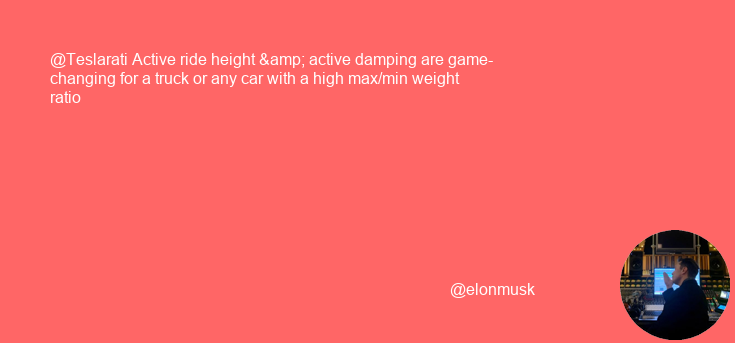 @Teslarati Active ride height &amp; active damping are game-
changing for a truck or any car with a high max/min weight
ratio
@elonmusk